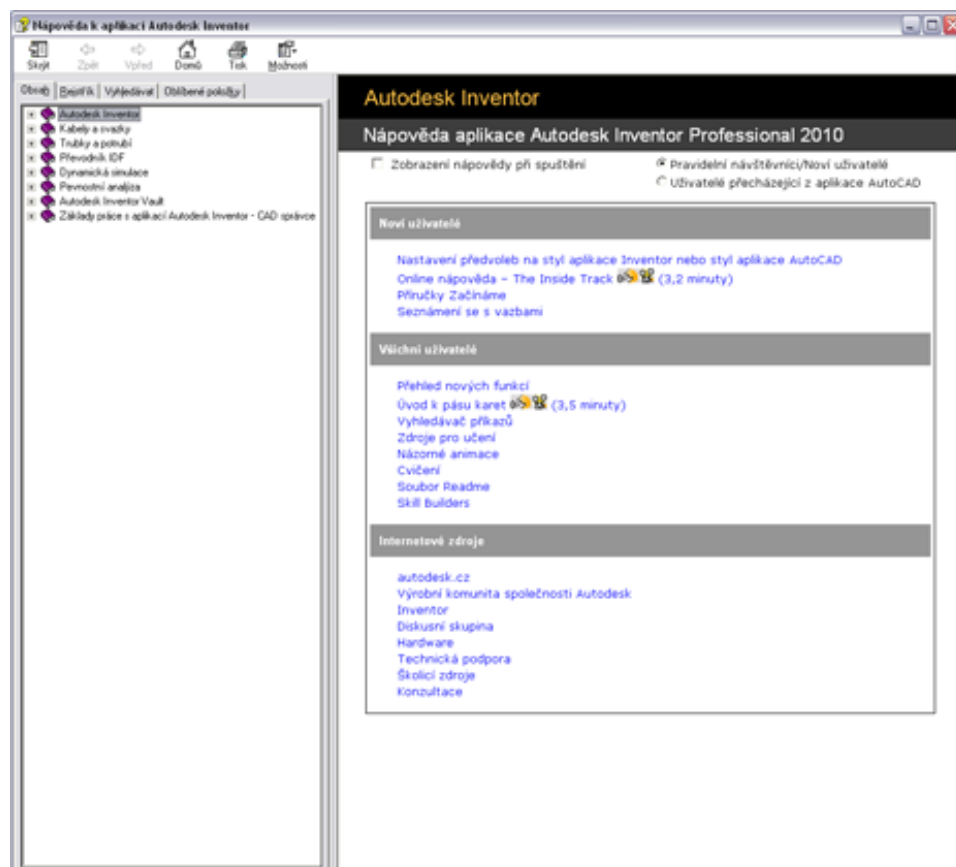 Nápověda k aplikaci Autodesk Inventor
Skrýt Zpět Vpřed Domů Tisk Možnosti
Obsah Rejstřík Vyhledávat Oblíbené položky
Autodesk Inventor
Kabely a svazky
Trubky a potrubí
Převodník IDF
Dynamická simulace
Pevnostní analýza
Autodesk Inventor Vault
Základy práce s aplikací Autodesk Inventor - CAD správce
Autodesk Inventor
Nápověda aplikace Autodesk Inventor Professional 2010
Zobrazení nápovědy při spuštění
Pravidelní návštěvníci/Noví uživatelé
Uživatelé přecházející z aplikace AutoCAD
Noví uživatelé
Nastavení předvoleb na styl aplikace Inventor nebo styl aplikace AutoCAD
Online nápověda – The Inside Track (3,2 minuty)
Příručky Začínáme
Seznámení se s vazbami
Všichni uživatelé
Přehled nových funkcí
Úvod k pásu karet (3,5 minuty)
Vyhledávač příkazů
Zdroje pro učení
Názorné animace
Cvičení
Soubor Readme
Skill Builders
Internetové zdroje
autodesk.cz
Výrobní komunita společnosti Autodesk
Inventor
Diskusní skupina
Hardware
Technická podpora
Školicí zdroje
Konzultace